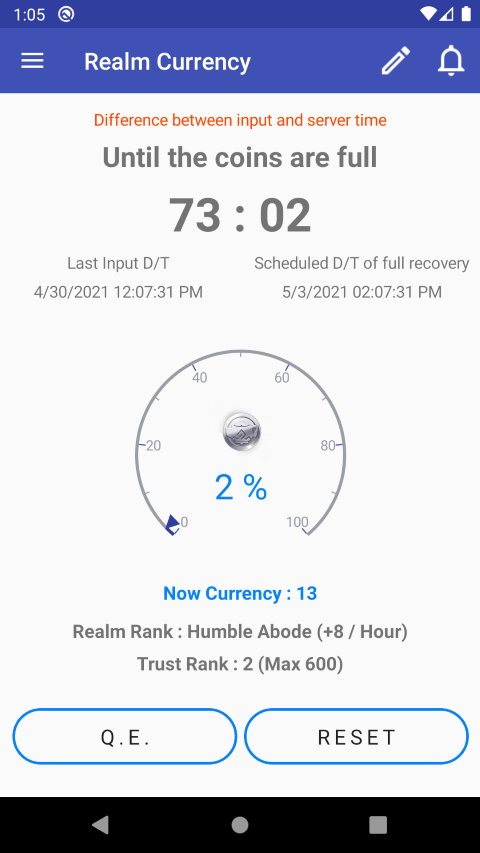 1:05
Realm Currency
Difference between input and server time
Until the coins are full
73 : 02
Last Input D/T
Scheduled D/T of full recovery
4/30/2021 12:07:31 PM
5/3/2021 02:07:31 PM
40
60
20
80
2 %
0
100
Now Currency : 13
Realm Rank : Humble Abode (+8 / Hour)
Trust Rank : 2 (Max 600)
Q.E.
RESET